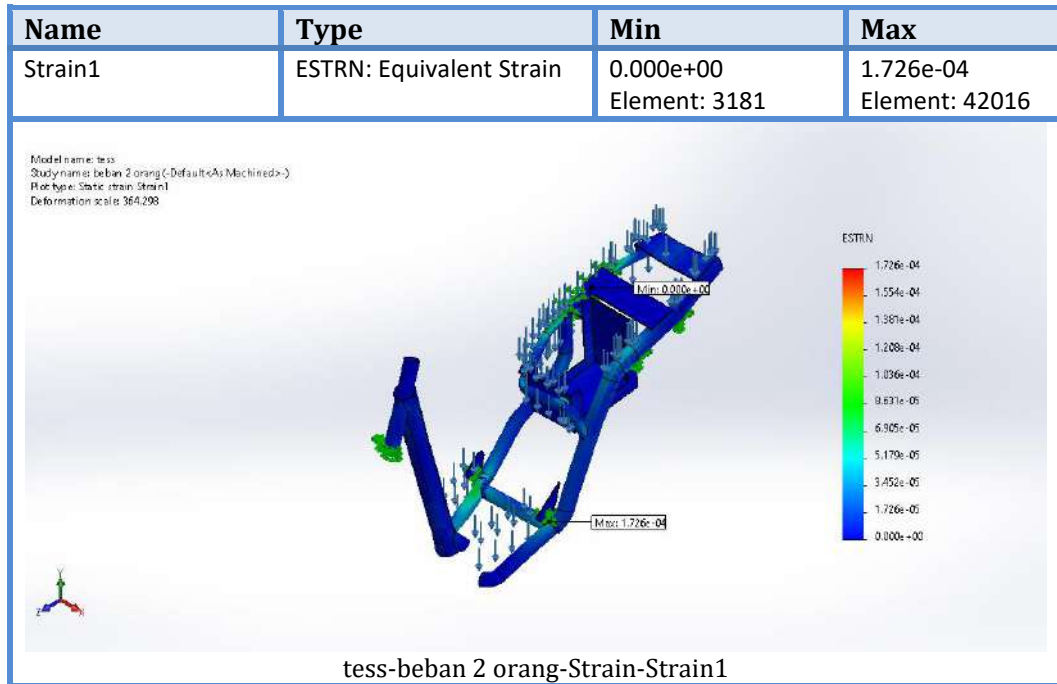 Name Type Min Max
Strain1 ESTRN: Equivalent Strain 0.000e+00 1.726e-04
Element: 3181 Element: 42016
Model name: tess
Study name: beban 2 orang(-Default<As Machined>-)
Plot type: Static strain Strain1
Deformation scale: 364.298
ESTRN
1.726e-04
1.554e-04
1.381e-04
1.208e-04
1.036e-04
8.631e-05
6.905e-05
5.179e-05
3.452e-05
1.726e-05
0.000e+00
Min: 0.000e+00
Max: 1.726e-04
Y
Z X
tess-beban 2 orang-Strain-Strain1